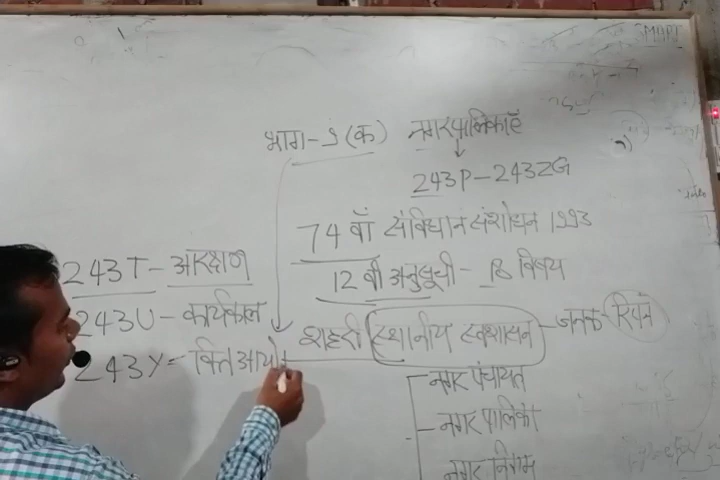 SMART
भाग-9 (क) नगरपालिकाएँ
243P-243ZG
74 वाँ संविधान संशोधन 1993
12 वी अनुसूची - 18 विषय
शहरी स्थानीय स्वशासन - जनक-रिपन
नगर पंचायत
नगर पालिका
नगर निगम
243T-आरक्षण
243U-कार्यकाल
243Y-वित्त आयो